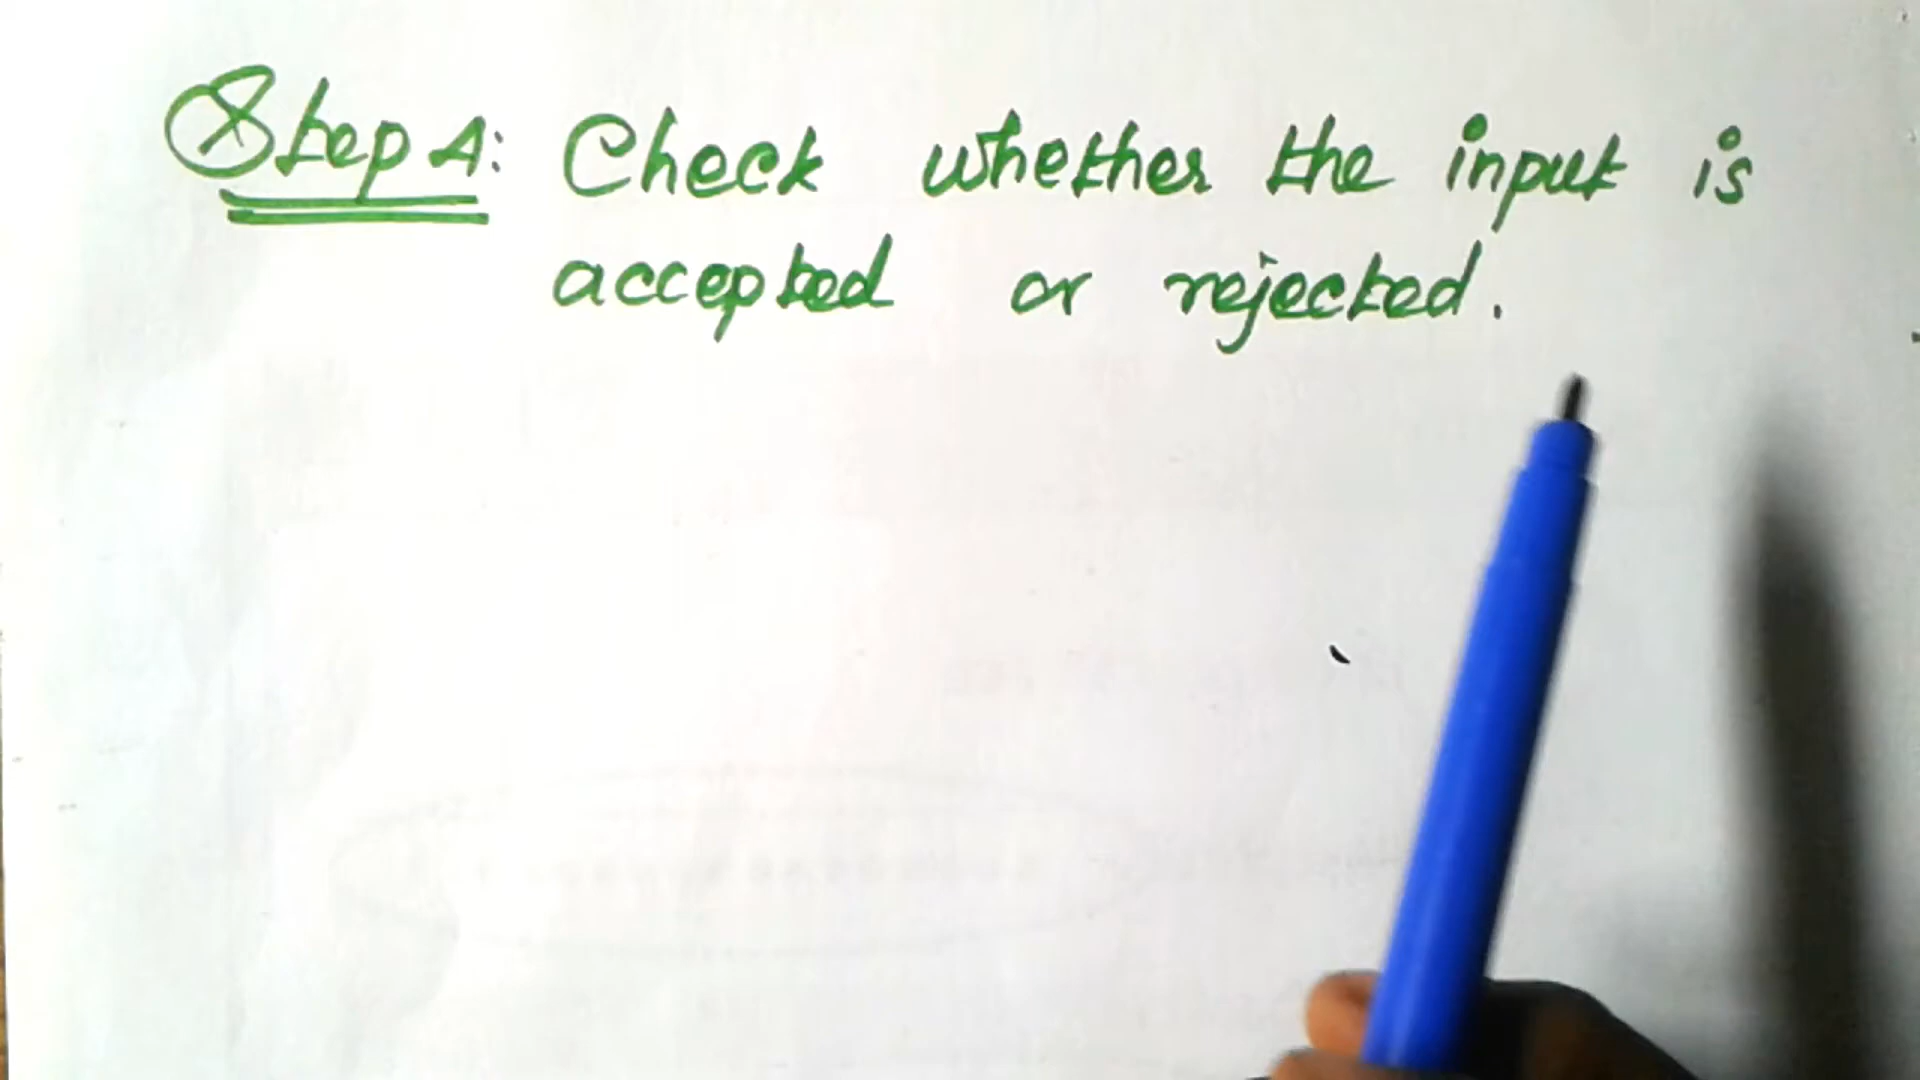 Step 4: Check whether the input is
accepted or rejected.